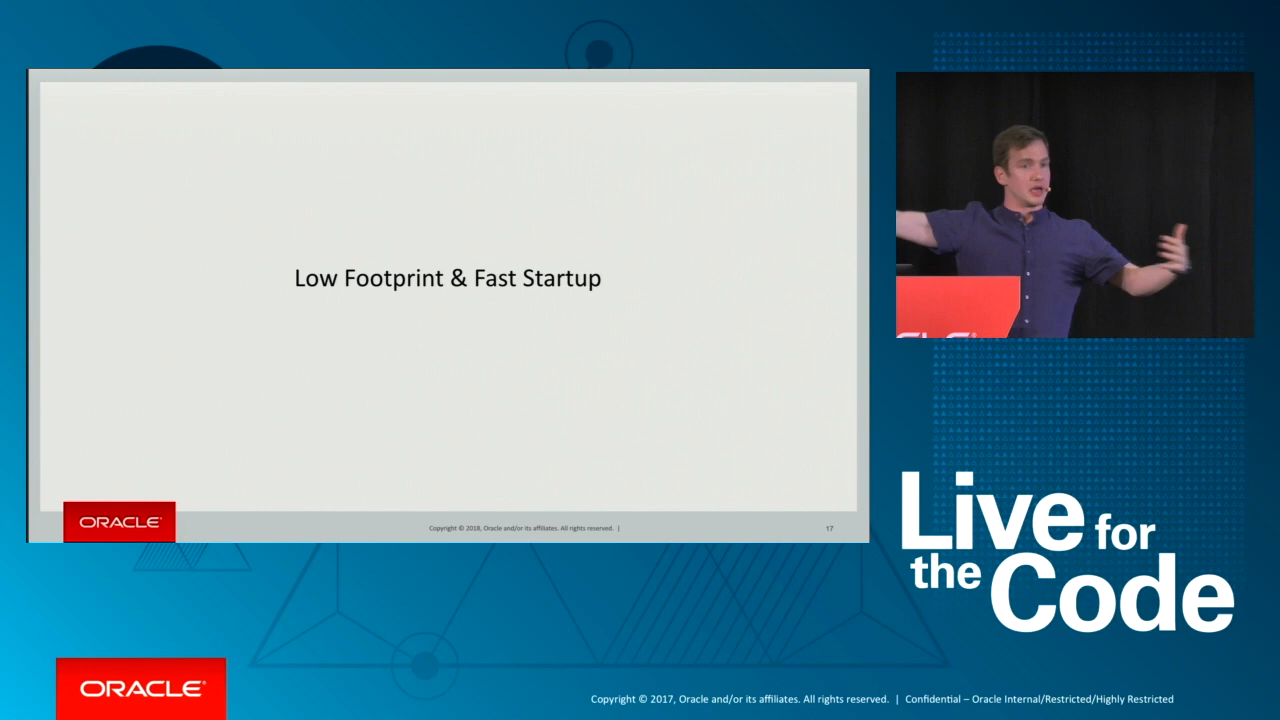 Low Footprint & Fast Startup
ORACLE®
Copyright © 2018, Oracle and/or its affiliates. All rights reserved. |
17
CLE®
Live for
the Code
ORACLE®
Copyright © 2017, Oracle and/or its affiliates. All rights reserved. | Confidential – Oracle Internal/Restricted/Highly Restricted